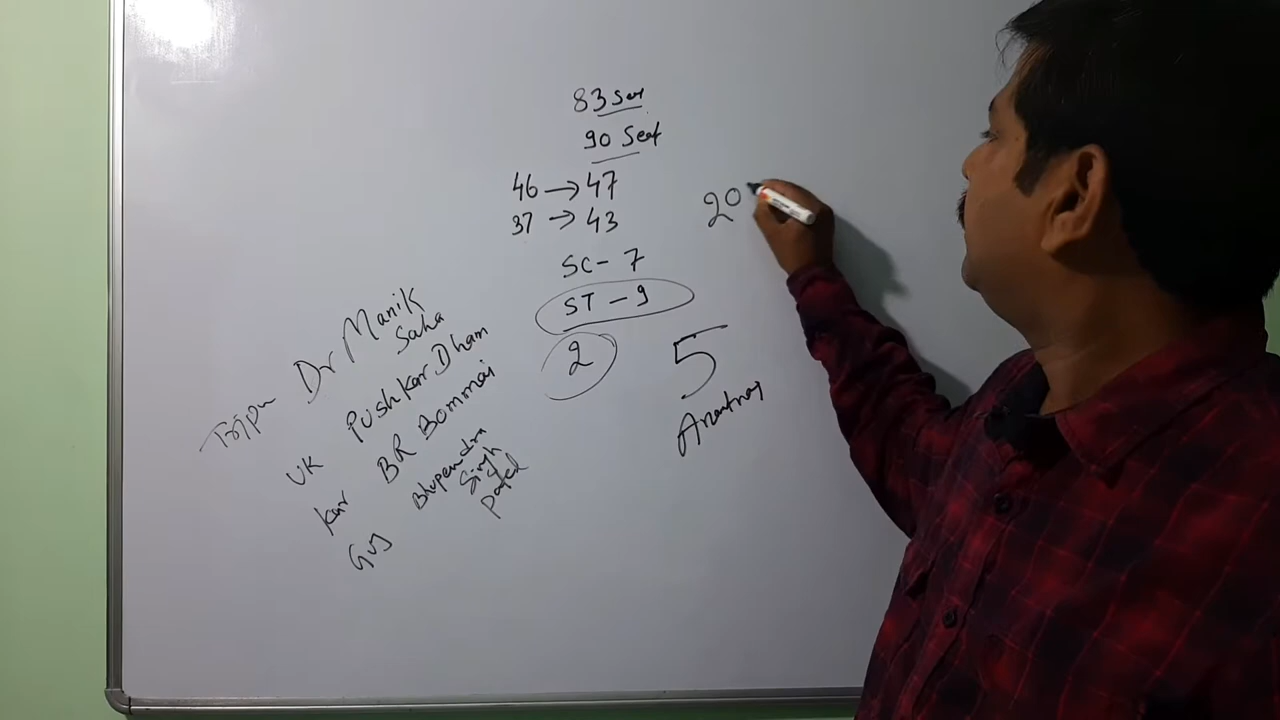 83 Seat
90 Seat
46 → 47
37 → 43
SC - 7
ST - 9
2
5
Anantnag
20
Tripu Dr Manik
Saha
UK Pushkar Dham
Kar BR Bommai
Guj Bhupendra
Singh
Patel